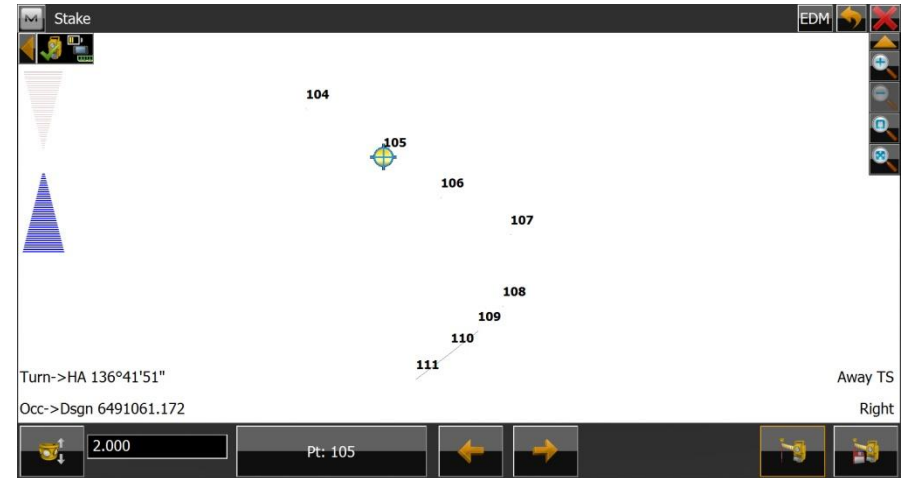 Stake
EDM
104
105
106
107
108
109
110
111
Turn->HA 136°41'51"
Away TS
Occ->Dsgn 6491061.172
Right
2.000
Pt: 105